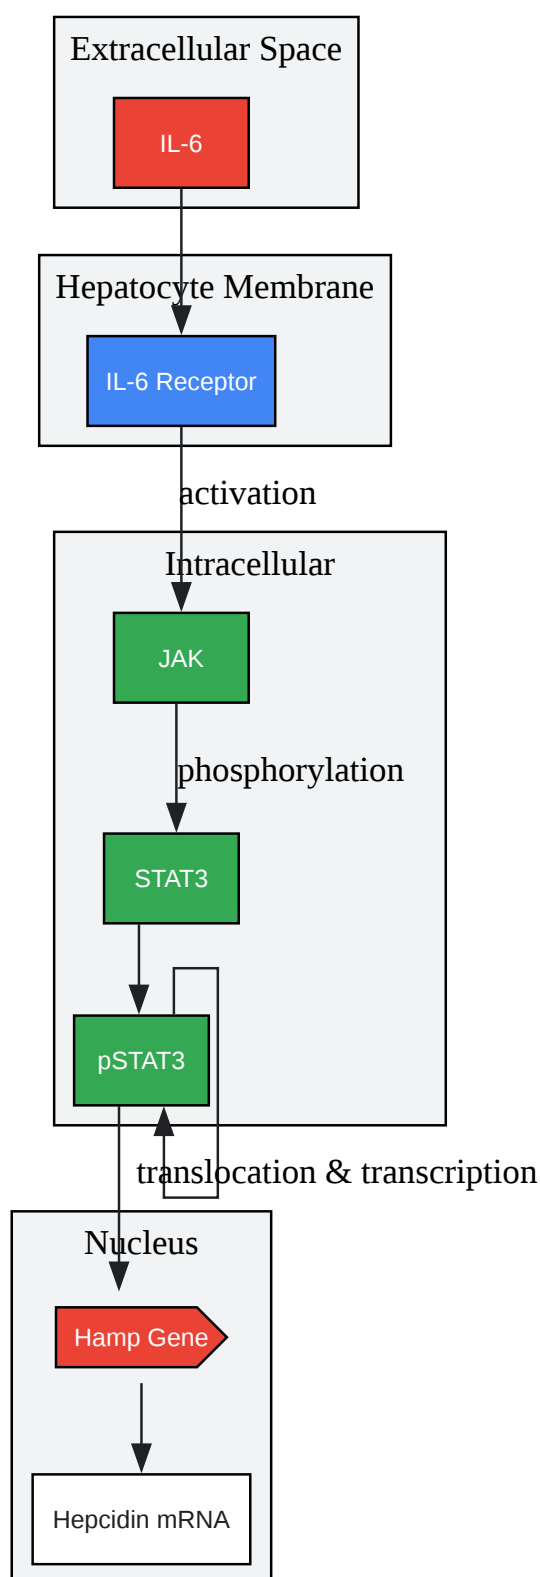 Extracellular Space
IL-6
Hepatocyte Membrane
IL-6 Receptor
activation
Intracellular
JAK
phosphorylation
STAT3
pSTAT3
translocation & transcription
Nucleus
Hamp Gene
Hepcidin mRNA